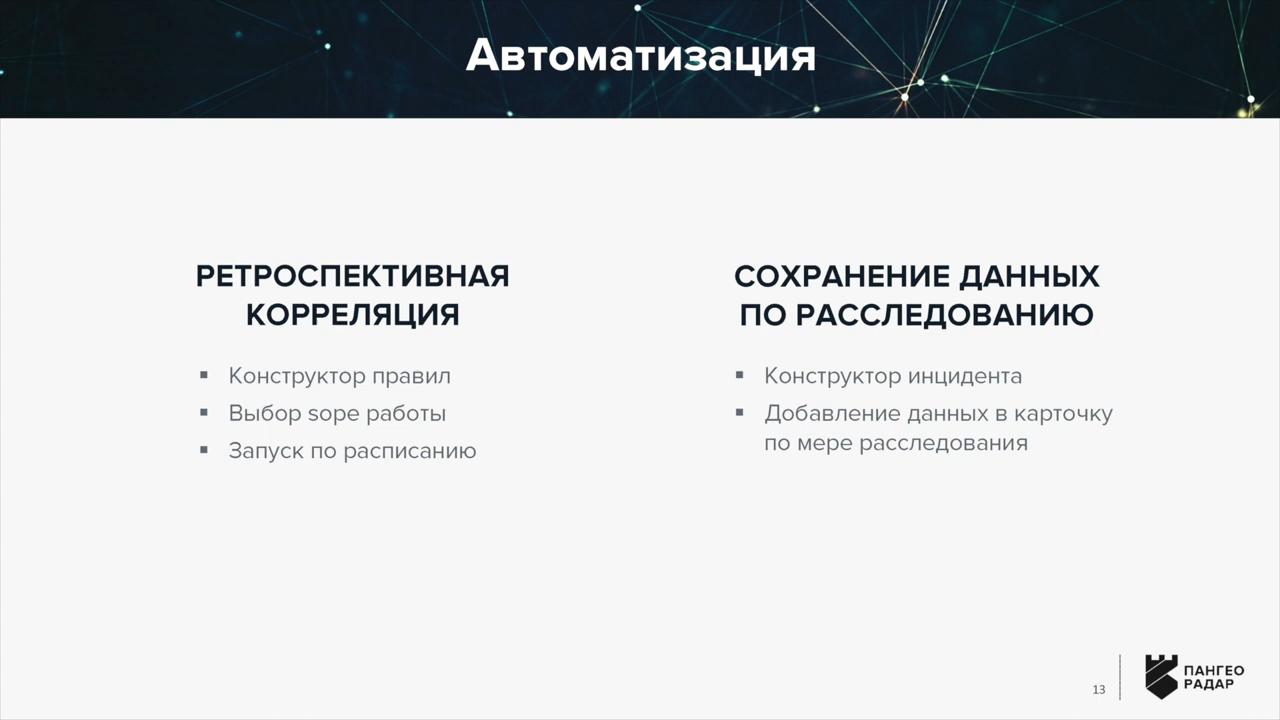 Автоматизация
РЕТРОСПЕКТИВНАЯ
КОРРЕЛЯЦИЯ
▪ Конструктор правил
▪ Выбор sope работы
▪ Запуск по расписанию
СОХРАНЕНИЕ ДАННЫХ
ПО РАССЛЕДОВАНИЮ
▪ Конструктор инцидента
▪ Добавление данных в карточку
по мере расследования
13
ПАНГЕО
РАДАР